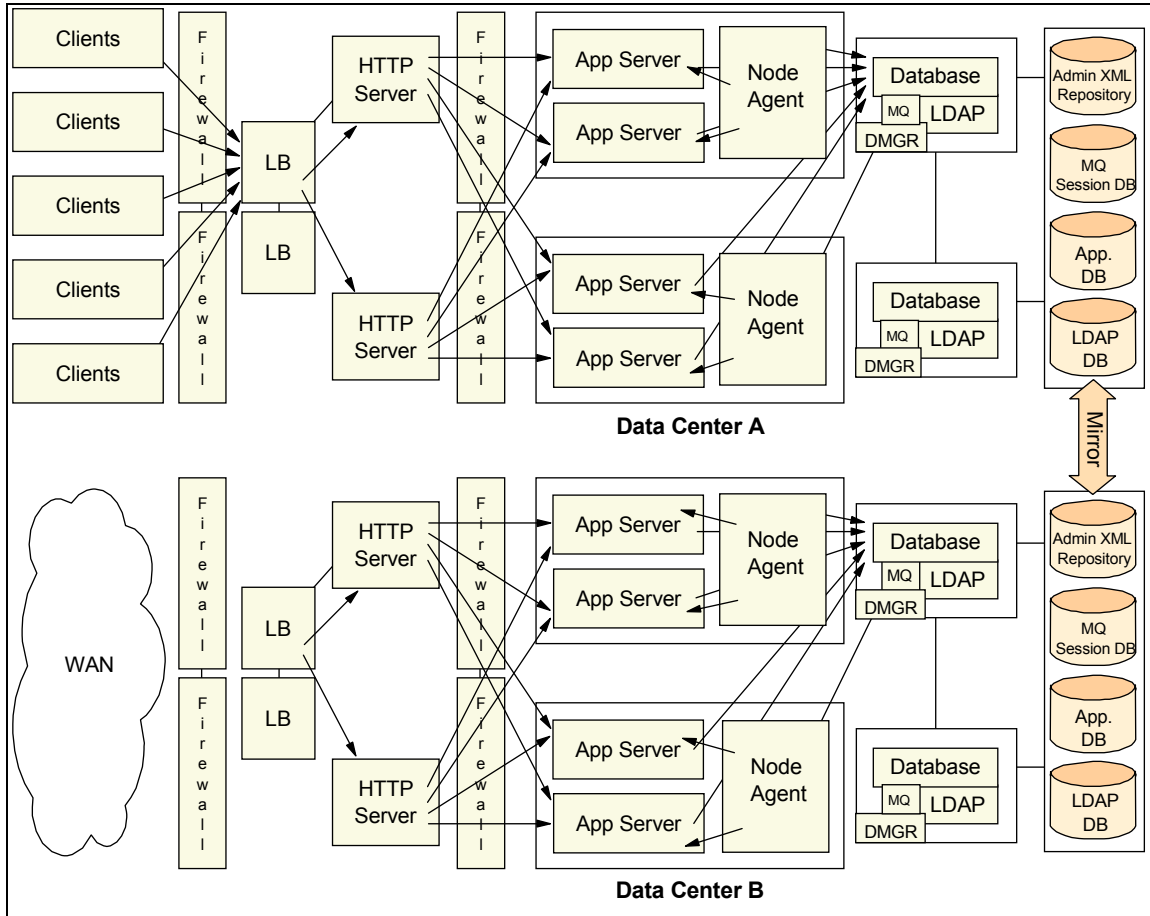 Clients
Clients
Clients
Clients
Clients
Firewall
Firewall
LB
LB
HTTP
Server
HTTP
Server
Firewall
Firewall
App Server
App Server
Node
Agent
App Server
App Server
Node
Agent
Database
MQ
LDAP
DMGR
Database
MQ
LDAP
DMGR
Admin XML
Repository
MQ
Session DB
App.
DB
LDAP
DB
Data Center A
Mirror
WAN
Firewall
Firewall
LB
LB
HTTP
Server
HTTP
Server
Firewall
Firewall
App Server
App Server
Node
Agent
App Server
App Server
Node
Agent
Database
MQ
LDAP
DMGR
Database
MQ
LDAP
DMGR
Admin XML
Repository
MQ
Session DB
App.
DB
LDAP
DB
Data Center B